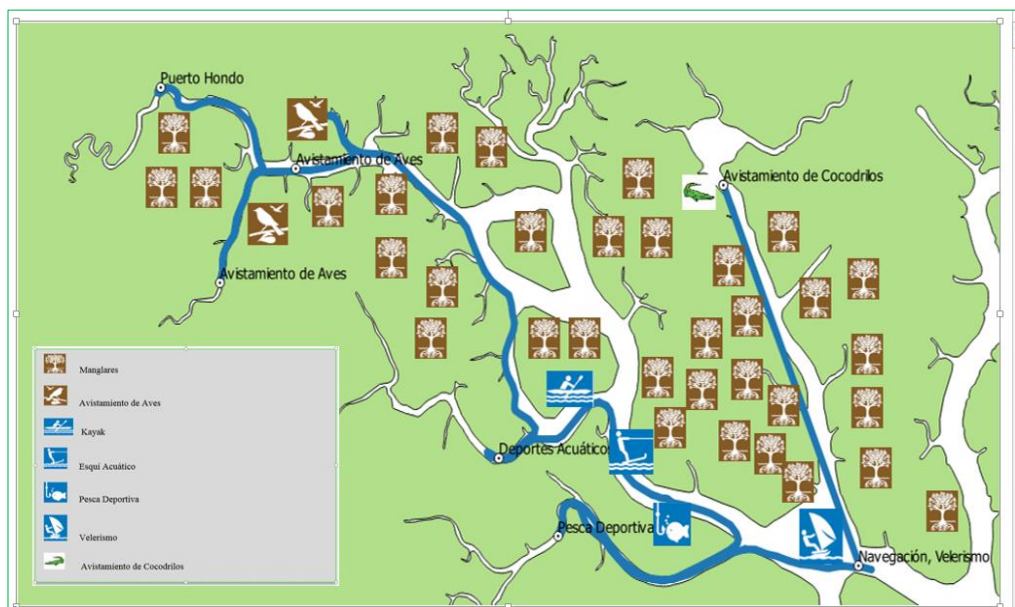 Puerto Hondo
Avistamiento de Aves
Avistamiento de Cocodrilos
Avistamiento de Aves
Deportes Acuáticos
Pesca Deportiva
Navegación, Velerismo
Manglares
Avistamiento de Aves
Kayak
Esquí Acuático
Pesca Deportiva
Velerismo
Avistamiento de Cocodrilos